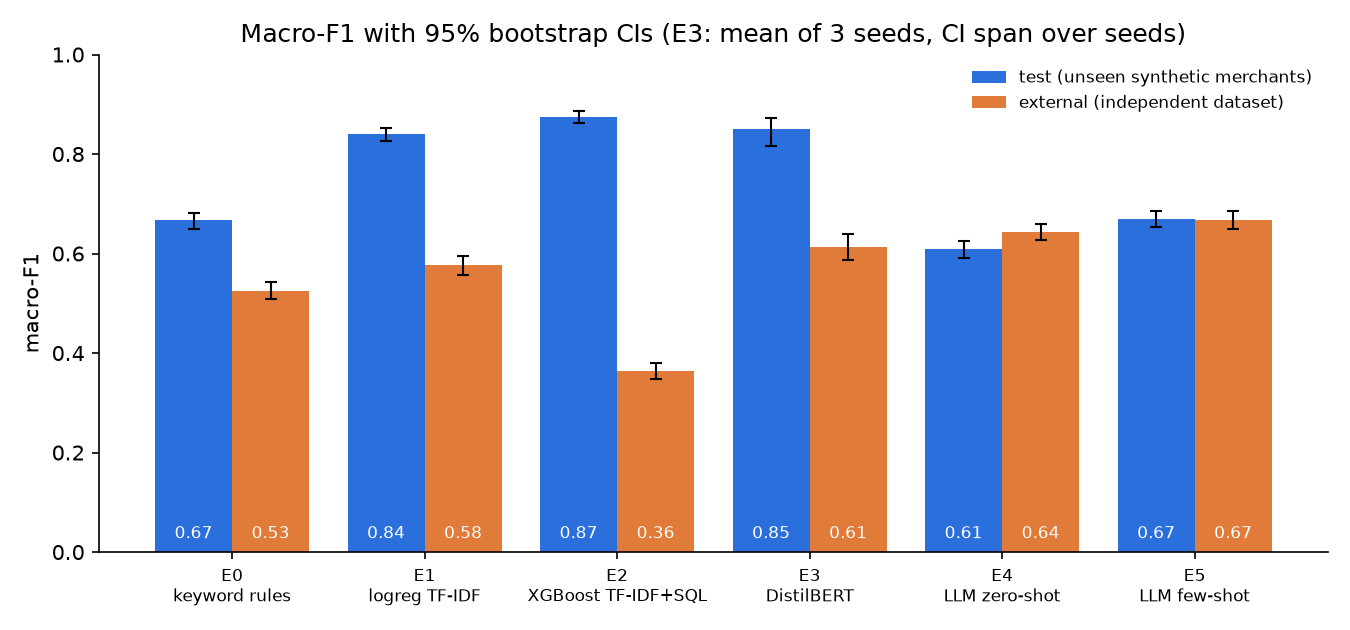 Macro-F1 with 95% bootstrap CIs (E3: mean of 3 seeds, CI span over seeds)
test (unseen synthetic merchants)
external (independent dataset)
macro-F1
1.0
0.8
0.6
0.4
0.2
0.0
0.67 0.53 0.84 0.58 0.87 0.36 0.85 0.61 0.61 0.64 0.67 0.67
E0 E1 E2 E3 E4 E5
keyword rules logreg TF-IDF XGBoost TF-IDF+SQL DistilBERT LLM zero-shot LLM few-shot